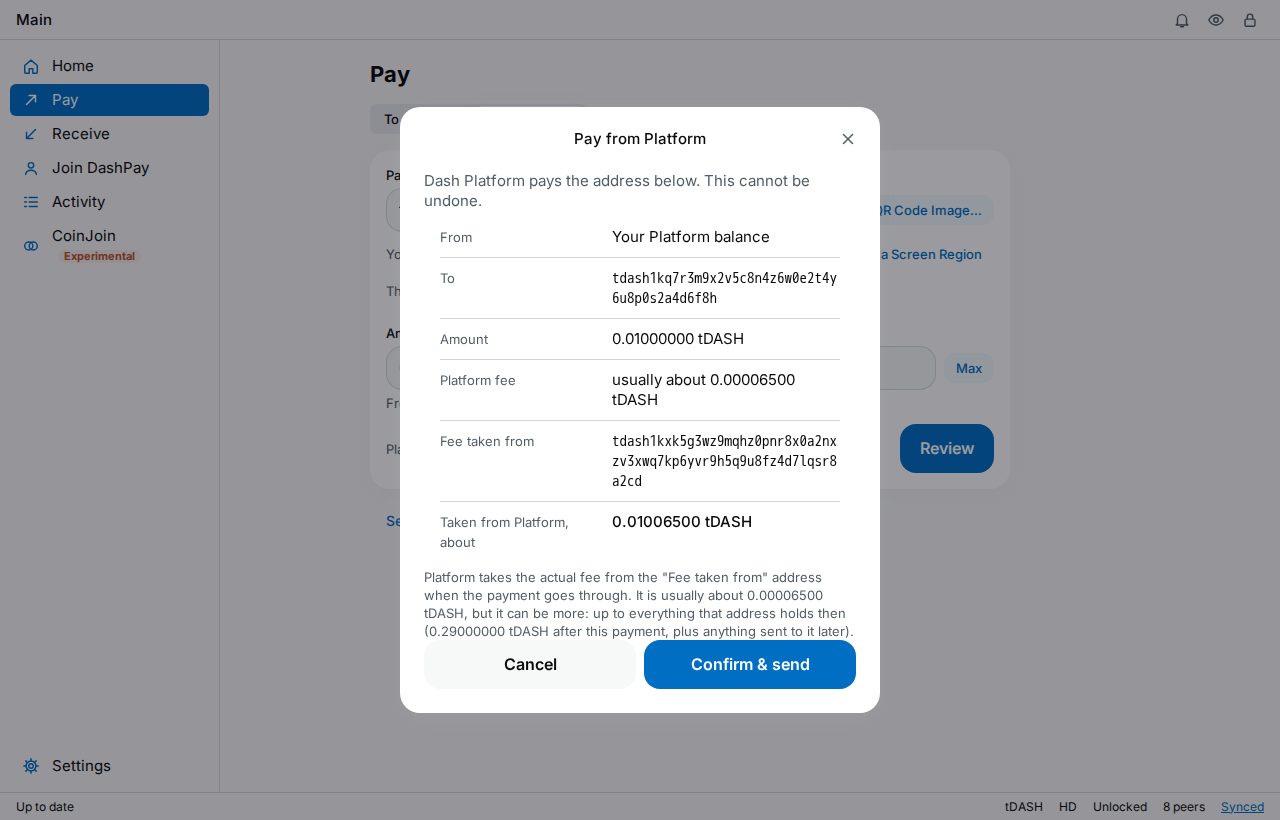 Main
Home
Pay
Receive
Join DashPay
Activity
CoinJoin
Experimental
Settings
Pay
To
QR Code Image...
a Screen Region
Max
Review
Pay from Platform
Dash Platform pays the address below. This cannot be
undone.
From
Your Platform balance
To
tdash1kq7r3m9x2v5c8n4z6w0e2t4y
6u8p0s2a4d6f8h
Amount
0.01000000 tDASH
Platform fee
usually about 0.00006500
tDASH
Fee taken from
tdash1kxk5g3wz9mqhz0pnr8x0a2nx
zv3xwq7kp6yvr9h5q9u8fz4d7lqsr8
a2cd
Taken from Platform,
about
0.01006500 tDASH
Platform takes the actual fee from the "Fee taken from" address
when the payment goes through. It is usually about 0.00006500
tDASH, but it can be more: up to everything that address holds then
(0.29000000 tDASH after this payment, plus anything sent to it later).
Cancel
Confirm & send
Up to date
tDASH
HD
Unlocked
8 peers
Synced